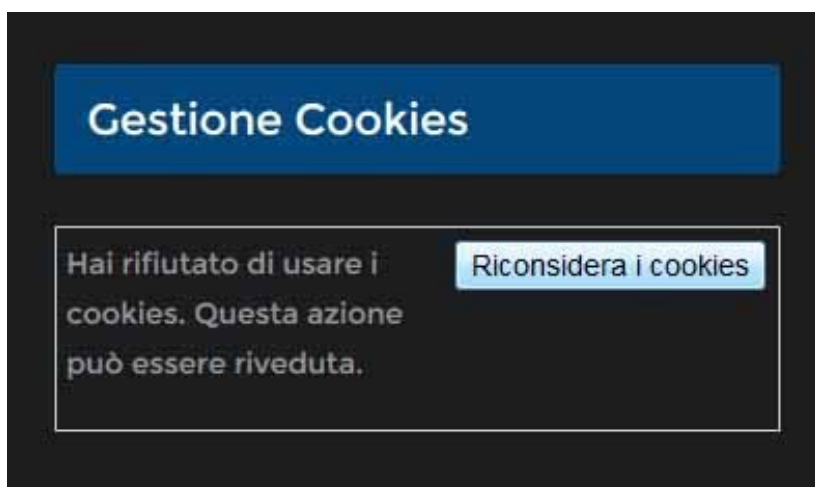 Gestione Cookies
Hai rifiutato di usare i
cookies. Questa azione
può essere riveduta.
Riconsidera i cookies